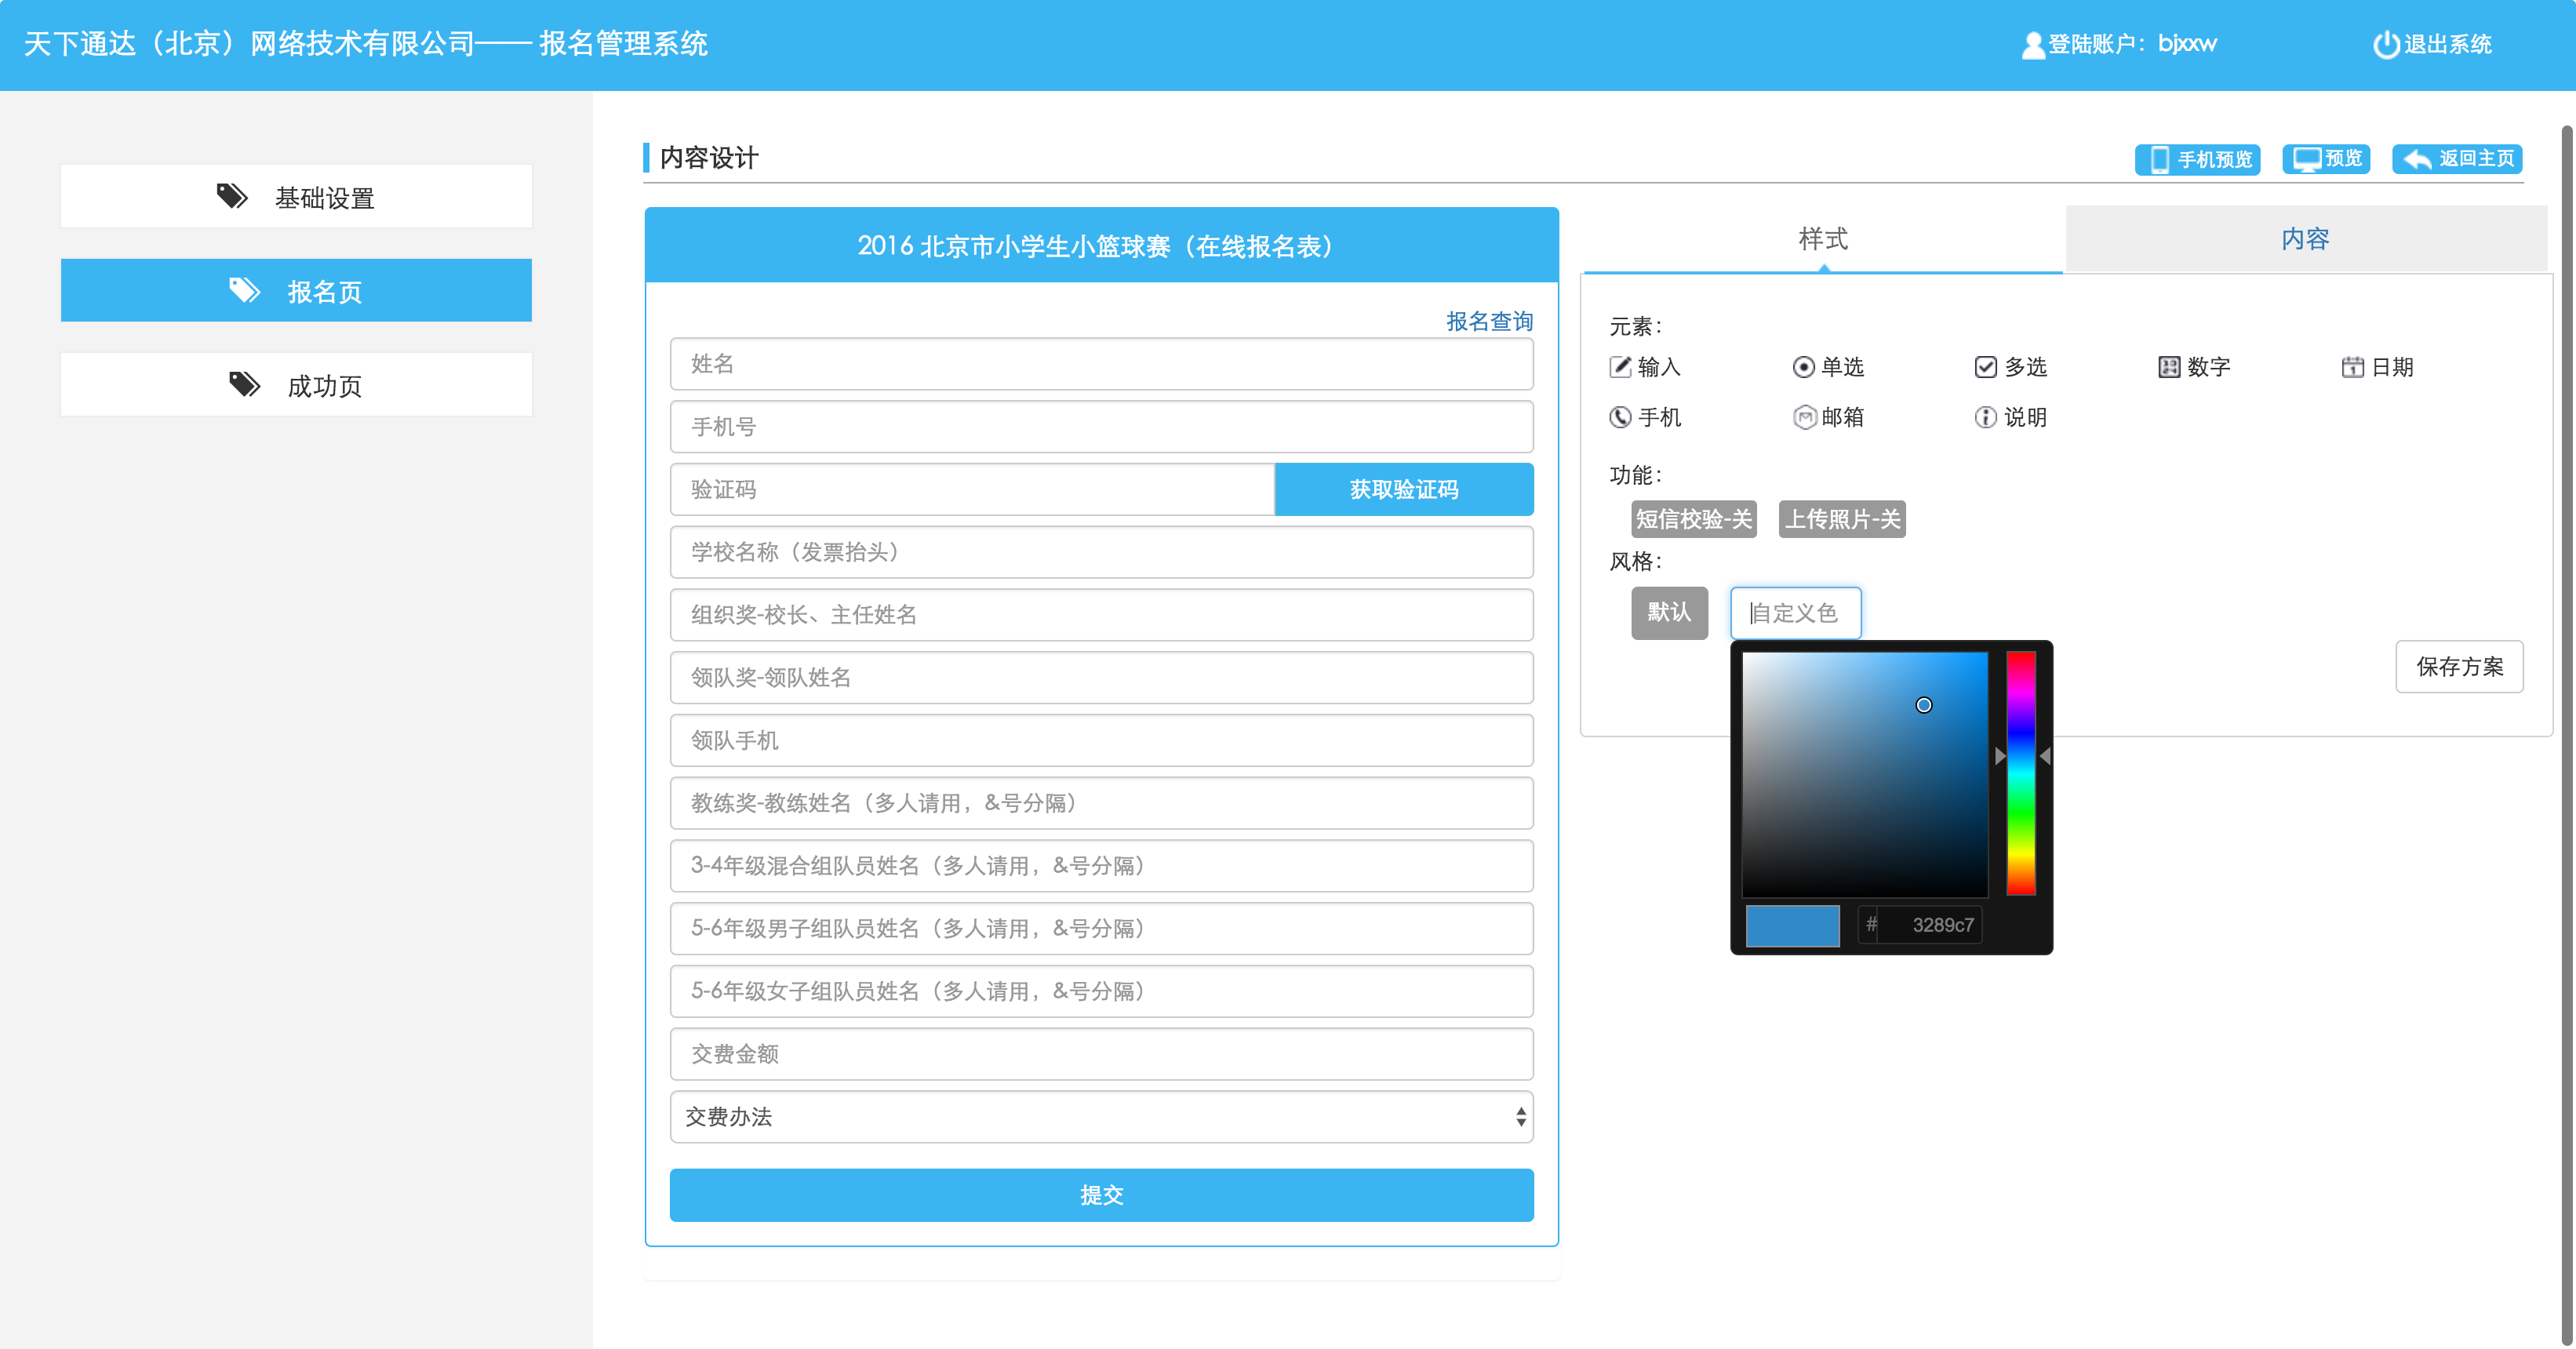 天下通达（北京）网络技术有限公司—— 报名管理系统
登陆账户：bjxxw
退出系统
基础设置
报名页
成功页
内容设计
手机预览
预览
返回主页
2016 北京市小学生小篮球赛（在线报名表）
报名查询
姓名
手机号
验证码
获取验证码
学校名称（发票抬头）
组织奖-校长、主任姓名
领队奖-领队姓名
领队手机
教练奖-教练姓名（多人请用，&号分隔）
3-4年级混合组队员姓名（多人请用，&号分隔）
5-6年级男子组队员姓名（多人请用，&号分隔）
5-6年级女子组队员姓名（多人请用，&号分隔）
交费金额
交费办法
提交
样式
内容
元素：
输入 单选 多选 数字 日期
手机 邮箱 说明
功能：
短信校验-关 上传照片-关
风格：
默认 自定义色
# 3289c7
保存方案